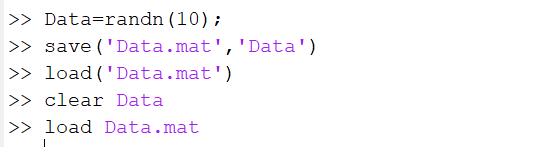 >> Data=randn(10);
>> save('Data.mat','Data')
>> load('Data.mat')
>> clear Data
>> load Data.mat